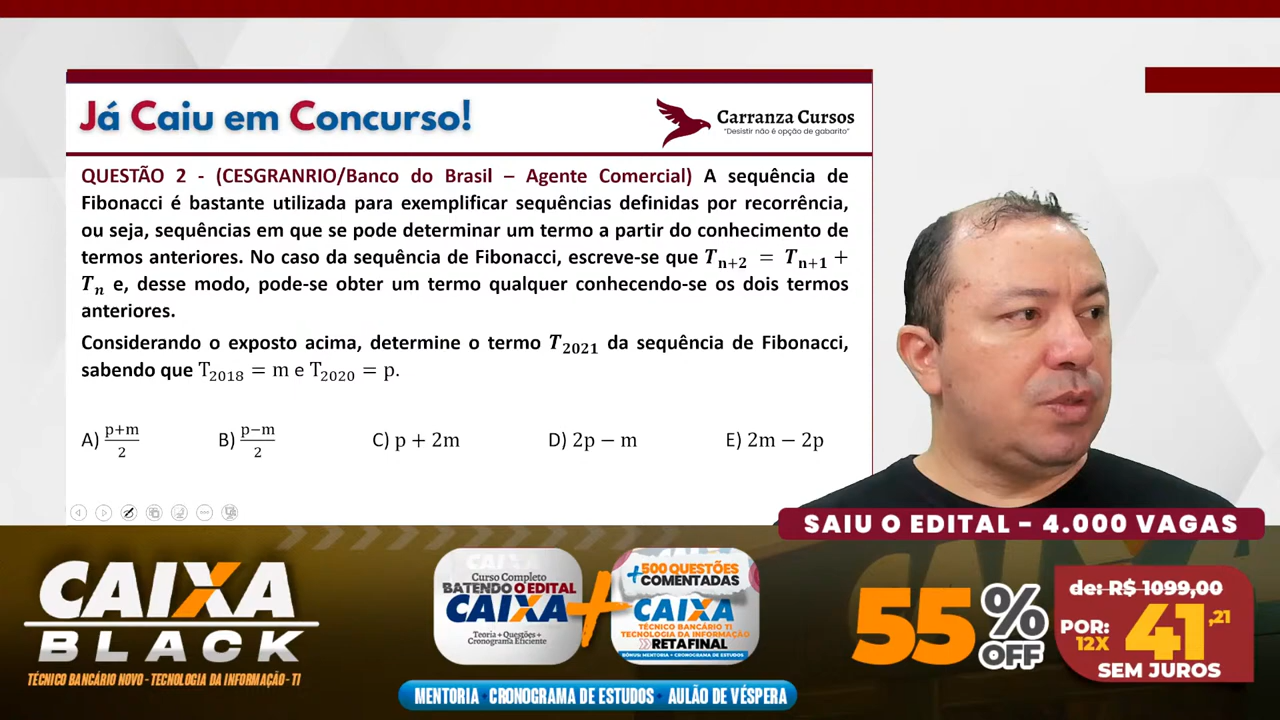 Já Caiu em Concurso!
Carranza Cursos
"Desistir não é opção de gabarito"
QUESTÃO 2 - (CESGRANRIO/Banco do Brasil – Agente Comercial) A sequência de
Fibonacci é bastante utilizada para exemplificar sequências definidas por recorrência,
ou seja, sequências em que se pode determinar um termo a partir do conhecimento de
termos anteriores. No caso da sequência de Fibonacci, escreve-se que Tₙ₊₂ = Tₙ₊₁ +
Tₙ e, desse modo, pode-se obter um termo qualquer conhecendo-se os dois termos
anteriores.
Considerando o exposto acima, determine o termo T₂₀₂₁ da sequência de Fibonacci,
sabendo que T₂₀₁₈ = m e T₂₀₂₀ = p.
A) (p+m)/2 B) (p−m)/2 C) p + 2m D) 2p − m E) 2m − 2p
SAIU O EDITAL - 4.000 VAGAS
CAIXA
BLACK
TÉCNICO BANCÁRIO NOVO - TECNOLOGIA DA INFORMAÇÃO - TI
Curso Completo
BATENDO O EDITAL
CAIXA
Teoria + Questões +
Cronograma Eficiente
+
+500 QUESTÕES
COMENTADAS
CAIXA
TÉCNICO BANCÁRIO TI
TECNOLOGIA DA INFORMAÇÃO
RETA FINAL
BÔNUS: MENTORIA + CRONOGRAMA DE ESTUDOS
MENTORIA + CRONOGRAMA DE ESTUDOS + AULÃO DE VÉSPERA
55% OFF
de: R$ 1099,00
POR: 12X 41,21
SEM JUROS